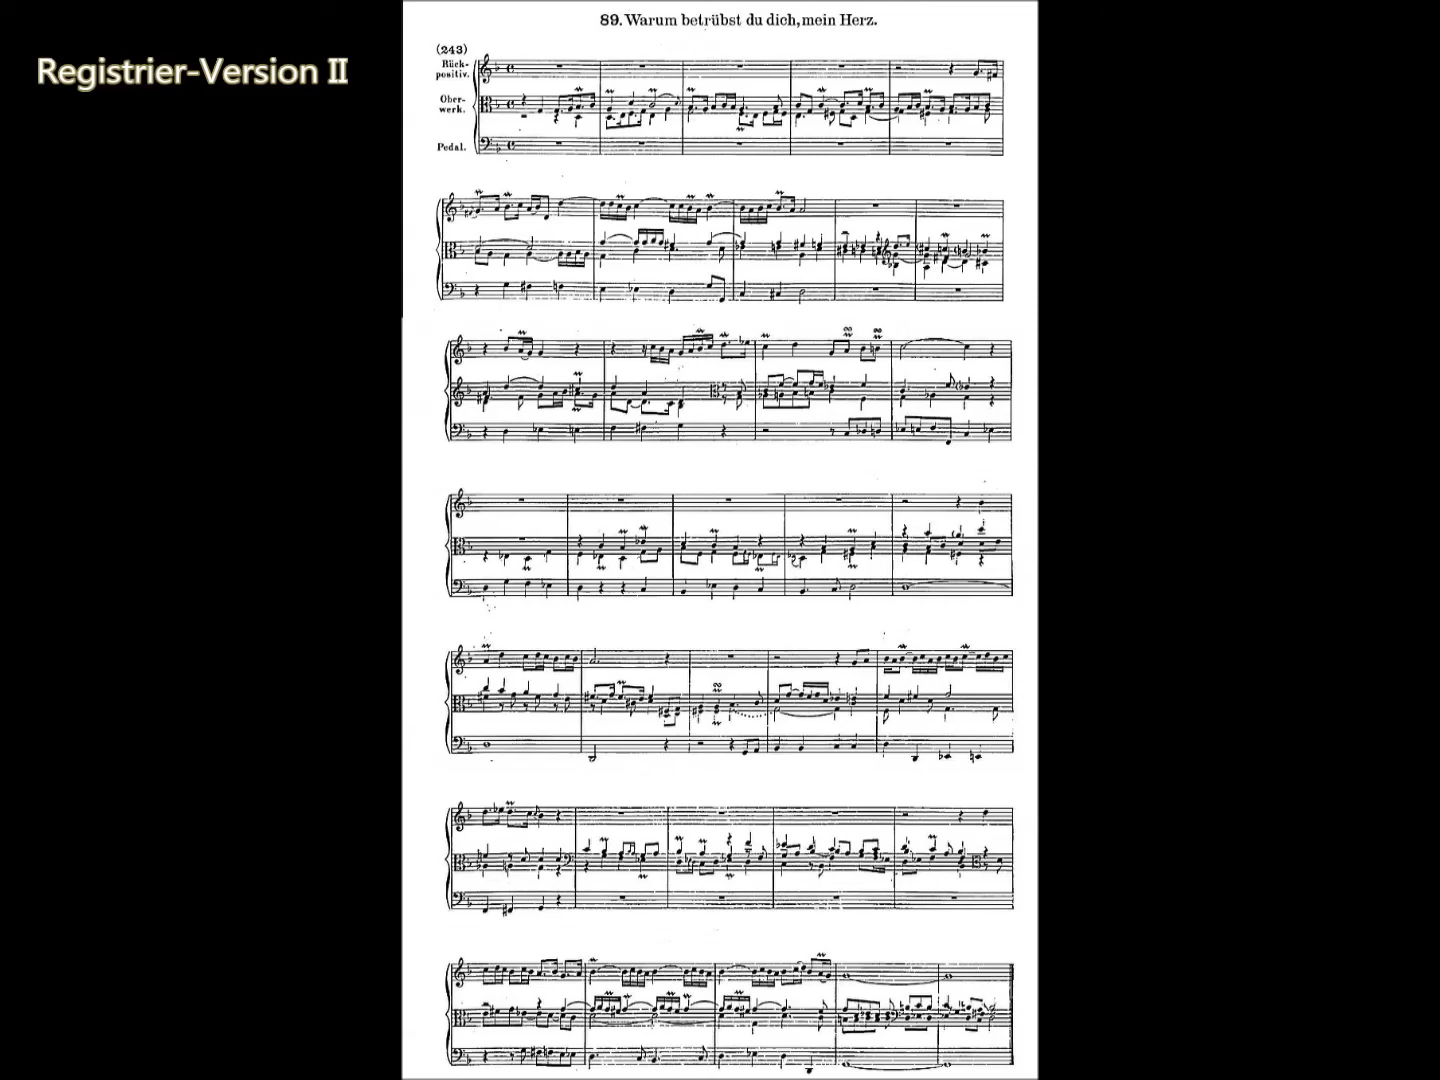 89. Warum betrübst du dich, mein Herz.
Registrier-Version II
(243)
Rück-
positiv.
Ober-
werk.
Pedal.